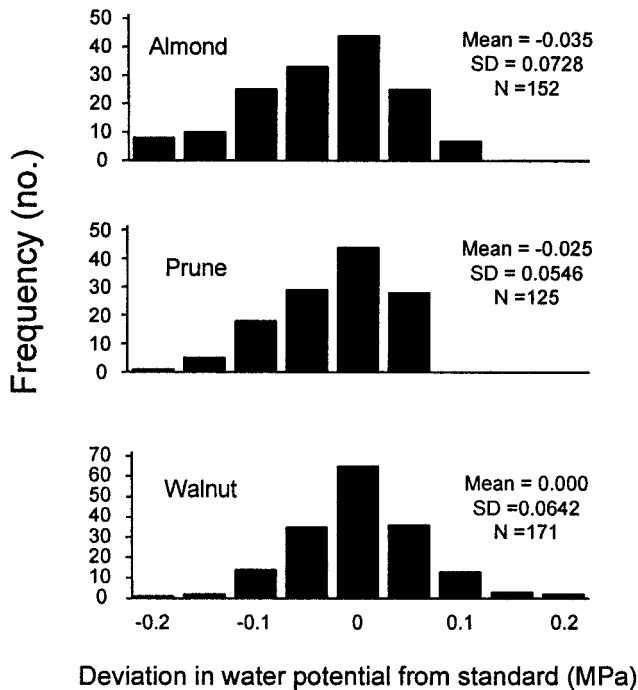 Frequency (no.)
50
40
30
20
10
0
Almond
Mean = -0.035
SD = 0.0728
N =152
50
40
30
20
10
0
Prune
Mean = -0.025
SD = 0.0546
N =125
70
60
50
40
30
20
10
0
Walnut
Mean = 0.000
SD =0.0642
N =171
-0.2 -0.1 0 0.1 0.2
Deviation in water potential from standard (MPa)